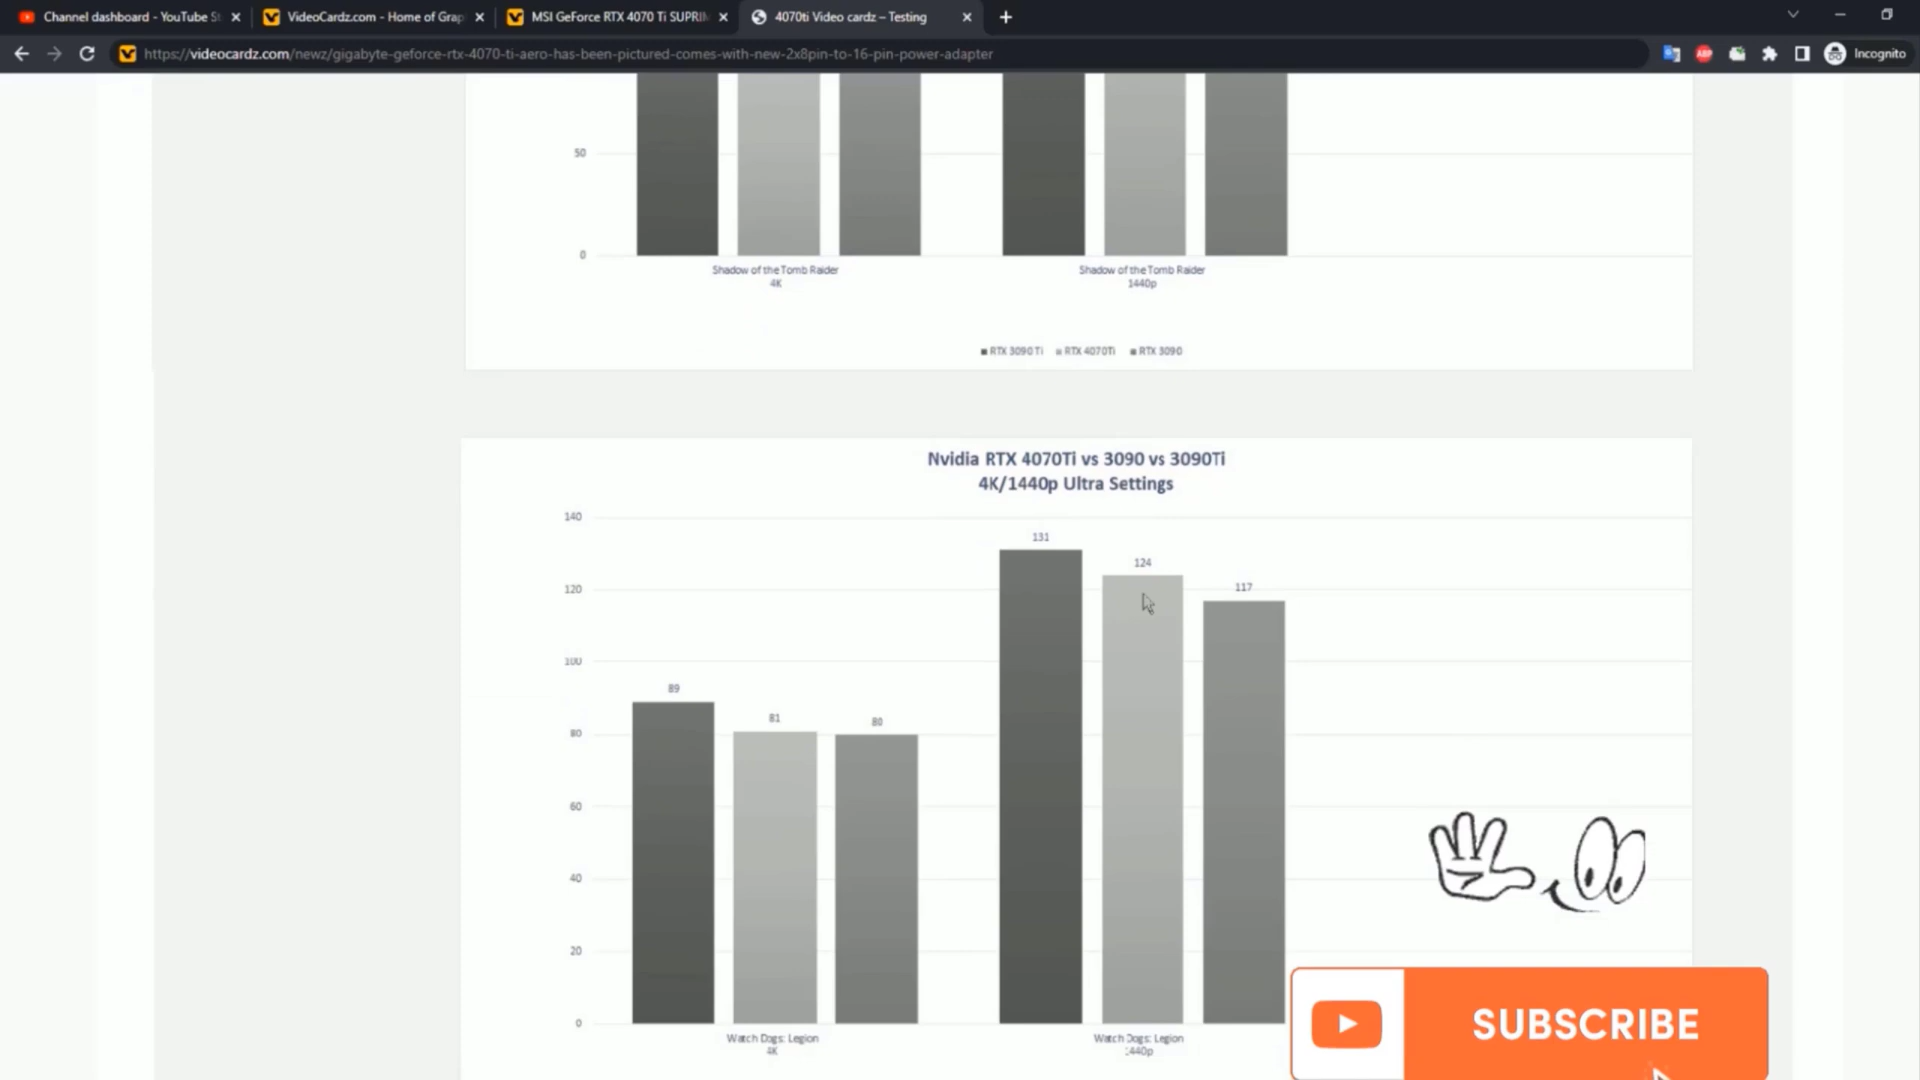 Channel dashboard - YouTube S
VideoCardz.com - Home of Grap
MSI GeForce RTX 4070 Ti SUPRIM
4070ti Video cardz – Testing
https://videocardz.com/newz/gigabyte-geforce-rtx-4070-ti-aero-has-been-pictured-comes-with-new-2x8pin-to-16-pin-power-adapter
ABP
Incognito
50
0
Shadow of the Tomb Raider
4K
Shadow of the Tomb Raider
1440p
RTX 3090 Ti RTX 4070Ti RTX 3090
Nvidia RTX 4070Ti vs 3090 vs 3090Ti
4K/1440p Ultra Settings
140
120
100
80
60
40
20
0
89
81
80
131
124
117
Watch Dogs: Legion
4K
Watch Dogs: Legion
1440p
SUBSCRIBE